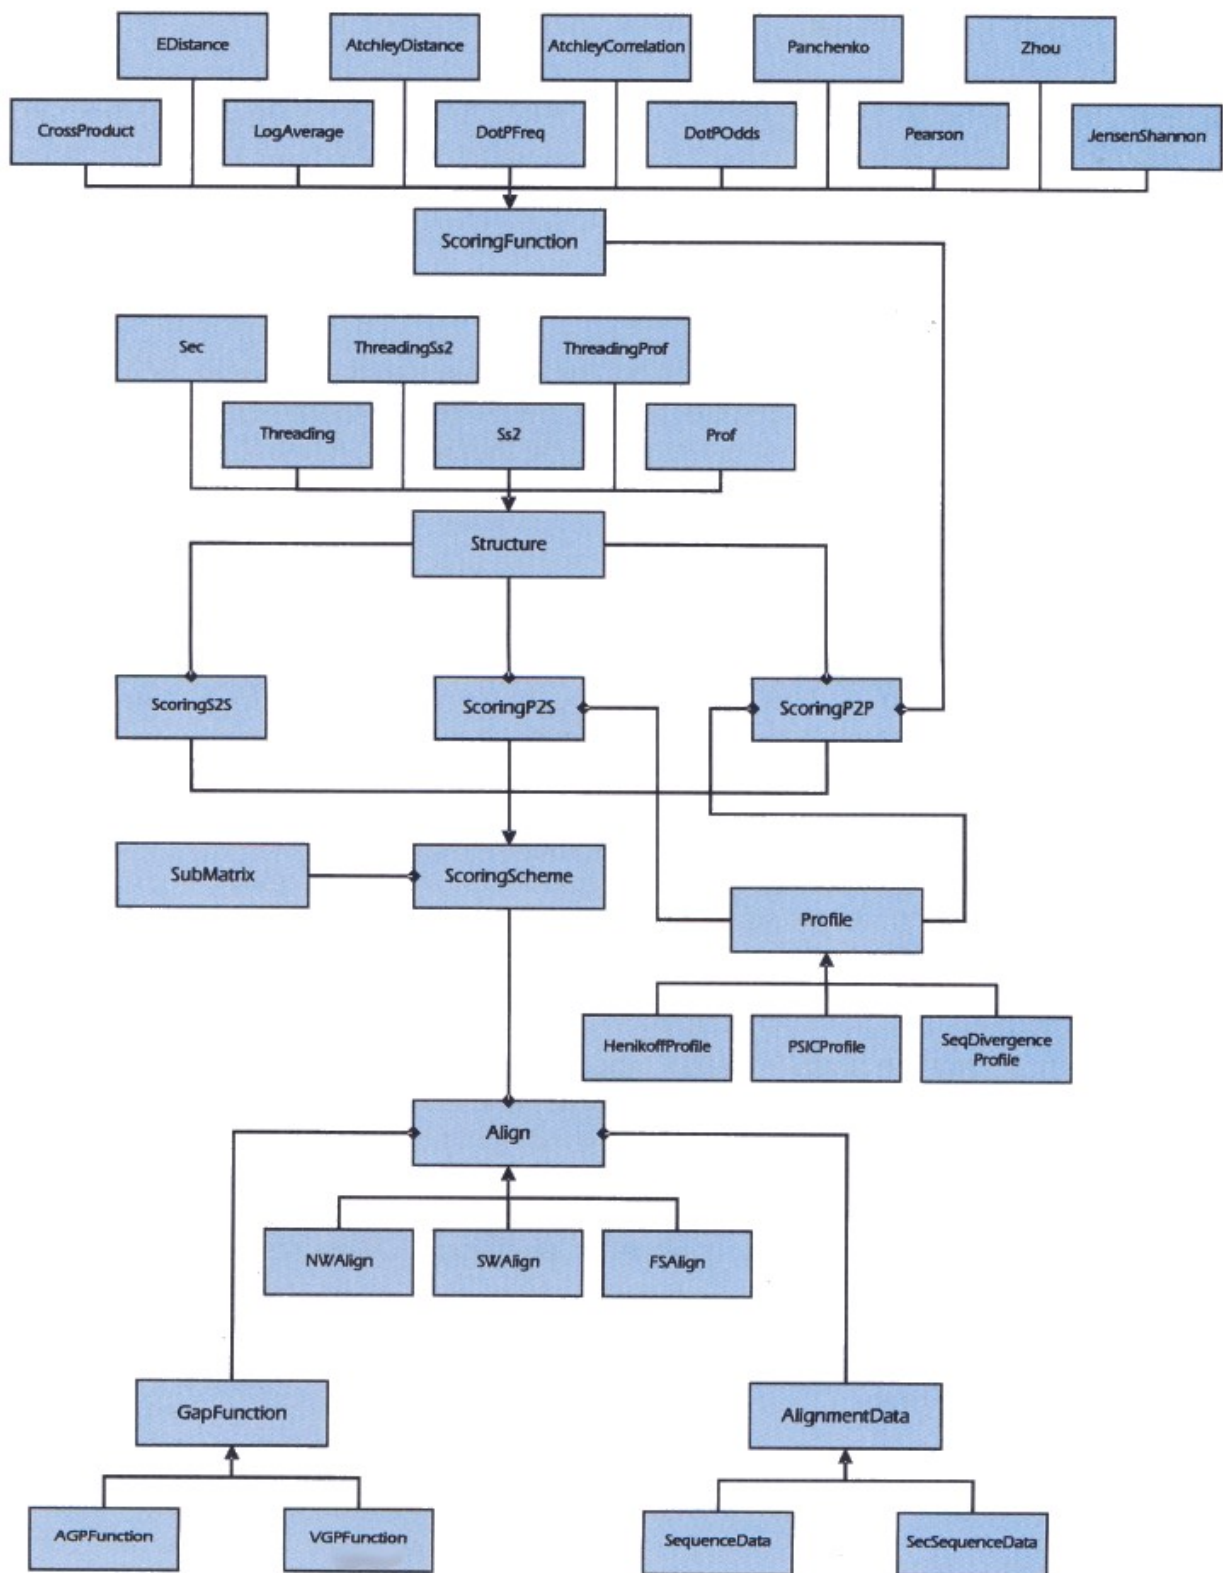 EDistance
AtchleyDistance
AtchleyCorrelation
Panchenko
Zhou
CrossProduct
LogAverage
DotPFreq
DotPOdds
Pearson
JensenShannon
ScoringFunction
Sec
ThreadingSs2
ThreadingProf
Threading
Ss2
Prof
Structure
ScoringS2S
ScoringP2S
ScoringP2P
SubMatrix
ScoringScheme
Profile
HenikoffProfile
PSICProfile
SeqDivergence
Profile
Align
NWAlign
SWAlign
FSAlign
GapFunction
AlignmentData
AGPFunction
VGPFunction
SequenceData
SecSequenceData